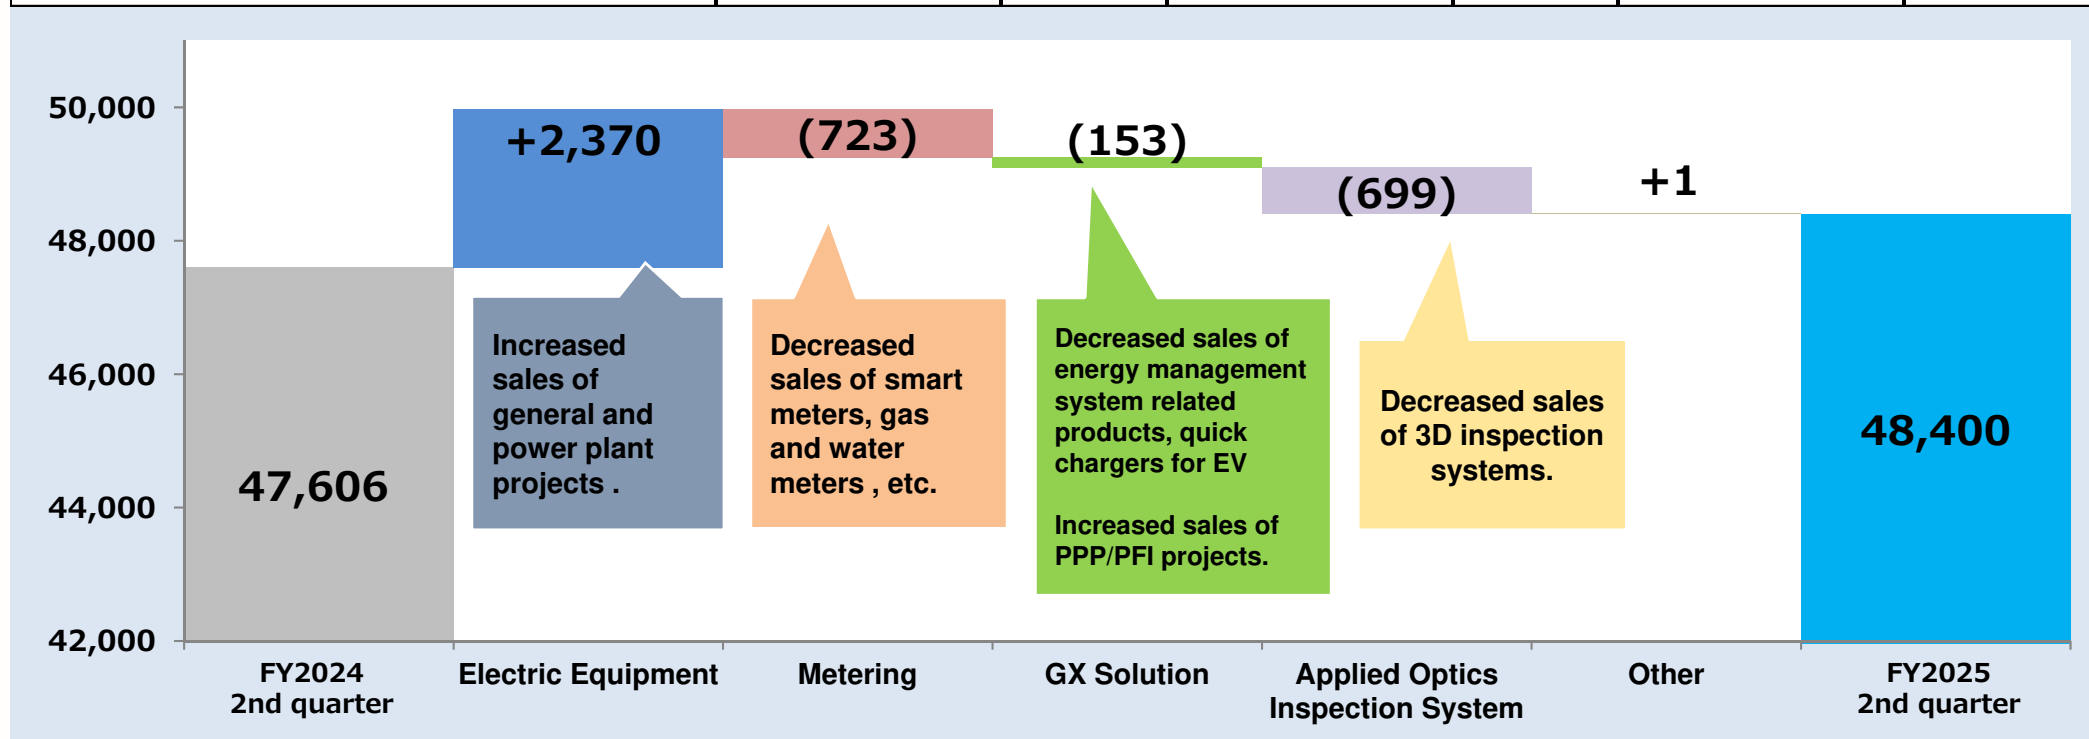 50,000
48,000
46,000
44,000
42,000
47,606
+2,370
(723)
(153)
(699)
+1
48,400
Increased
sales of
general and
power plant
projects .
Decreased
sales of smart
meters, gas
and water
meters , etc.
Decreased sales of
energy management
system related
products, quick
chargers for EV
Increased sales of
PPP/PFI projects.
Decreased sales
of 3D inspection
systems.
FY2024
2nd quarter
Electric Equipment
Metering
GX Solution
Applied Optics
Inspection System
Other
FY2025
2nd quarter